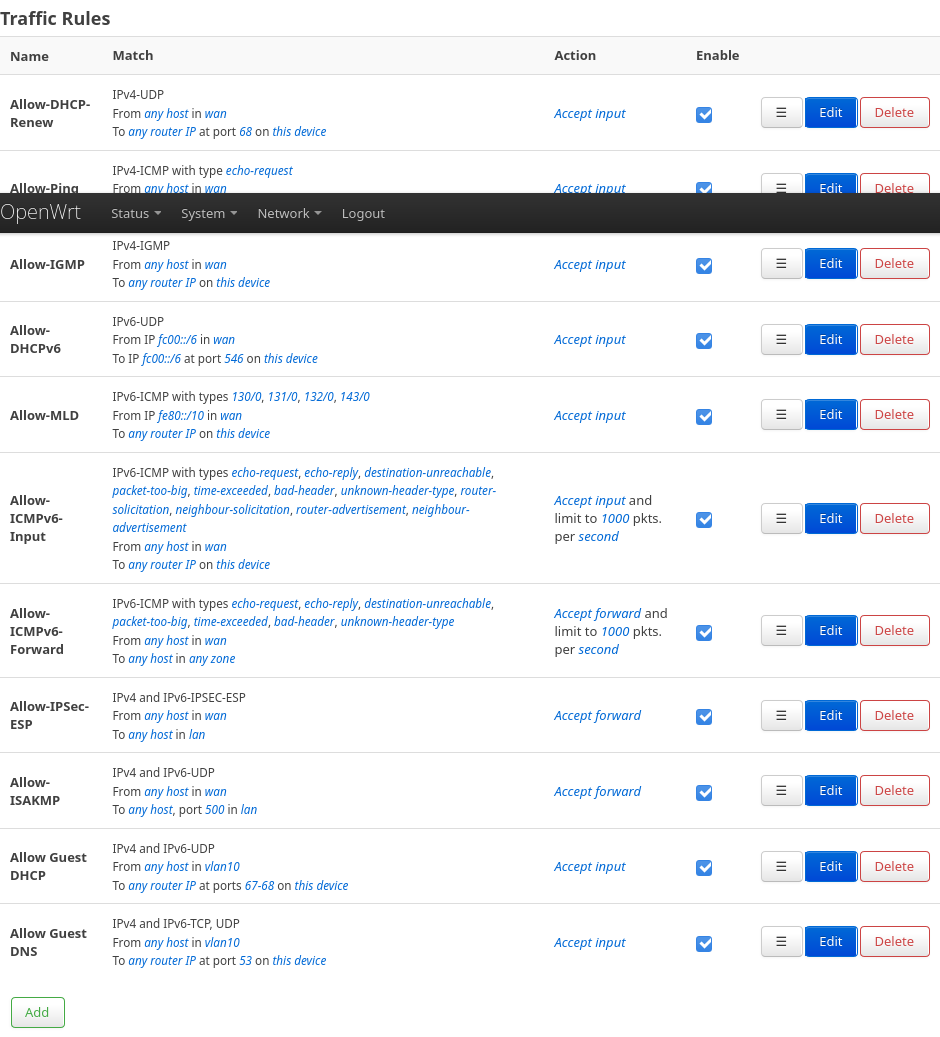 Traffic Rules
Name Match Action Enable
Allow-DHCP-Renew
IPv4-UDP
From any host in wan
To any router IP at port 68 on this device
Accept input
☰ Edit Delete
Allow-Ping
IPv4-ICMP with type echo-request
From any host in wan
Accept input
☰ Edit Delete
OpenWrt Status System Network Logout
Allow-IGMP
IPv4-IGMP
From any host in wan
To any router IP on this device
Accept input
☰ Edit Delete
Allow-
DHCPv6
IPv6-UDP
From IP fc00::/6 in wan
To IP fc00::/6 at port 546 on this device
Accept input
☰ Edit Delete
Allow-MLD
IPv6-ICMP with types 130/0, 131/0, 132/0, 143/0
From IP fe80::/10 in wan
To any router IP on this device
Accept input
☰ Edit Delete
Allow-
ICMPv6-
Input
IPv6-ICMP with types echo-request, echo-reply, destination-unreachable,
packet-too-big, time-exceeded, bad-header, unknown-header-type, router-
solicitation, neighbour-solicitation, router-advertisement, neighbour-
advertisement
From any host in wan
To any router IP on this device
Accept input and
limit to 1000 pkts.
per second
☰ Edit Delete
Allow-
ICMPv6-
Forward
IPv6-ICMP with types echo-request, echo-reply, destination-unreachable,
packet-too-big, time-exceeded, bad-header, unknown-header-type
From any host in wan
To any host in any zone
Accept forward and
limit to 1000 pkts.
per second
☰ Edit Delete
Allow-IPSec-
ESP
IPv4 and IPv6-IPSEC-ESP
From any host in wan
To any host in lan
Accept forward
☰ Edit Delete
Allow-
ISAKMP
IPv4 and IPv6-UDP
From any host in wan
To any host, port 500 in lan
Accept forward
☰ Edit Delete
Allow Guest
DHCP
IPv4 and IPv6-UDP
From any host in vlan10
To any router IP at ports 67-68 on this device
Accept input
☰ Edit Delete
Allow Guest
DNS
IPv4 and IPv6-TCP, UDP
From any host in vlan10
To any router IP at port 53 on this device
Accept input
☰ Edit Delete
Add